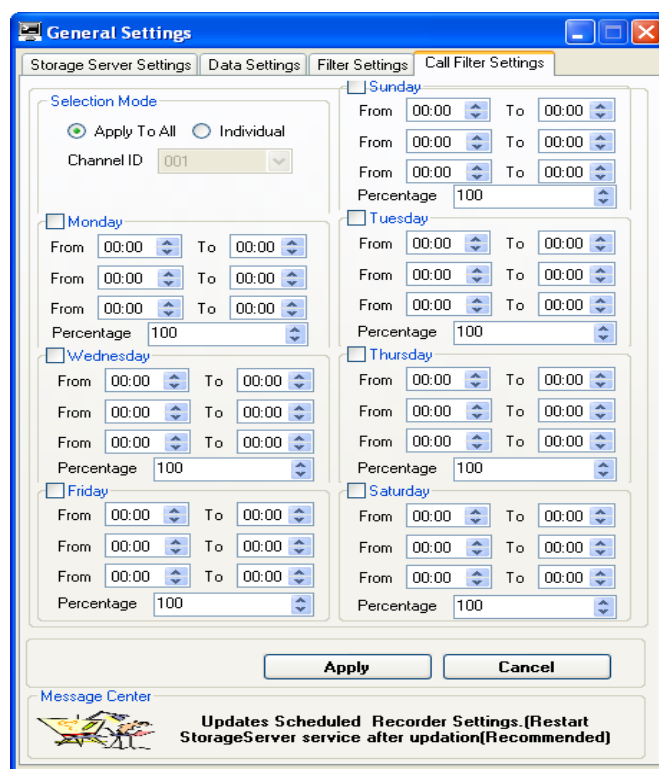 General Settings
Storage Server Settings Data Settings Filter Settings Call Filter Settings
Selection Mode
Apply To All Individual
Channel ID 001
Sunday
From 00:00 To 00:00
From 00:00 To 00:00
From 00:00 To 00:00
Percentage 100
Monday
From 00:00 To 00:00
From 00:00 To 00:00
From 00:00 To 00:00
Percentage 100
Tuesday
From 00:00 To 00:00
From 00:00 To 00:00
From 00:00 To 00:00
Percentage 100
Wednesday
From 00:00 To 00:00
From 00:00 To 00:00
From 00:00 To 00:00
Percentage 100
Thursday
From 00:00 To 00:00
From 00:00 To 00:00
From 00:00 To 00:00
Percentage 100
Friday
From 00:00 To 00:00
From 00:00 To 00:00
From 00:00 To 00:00
Percentage 100
Saturday
From 00:00 To 00:00
From 00:00 To 00:00
From 00:00 To 00:00
Percentage 100
Apply Cancel
Message Center
Updates Scheduled Recorder Settings.(Restart
StorageServer service after updation(Recommended)